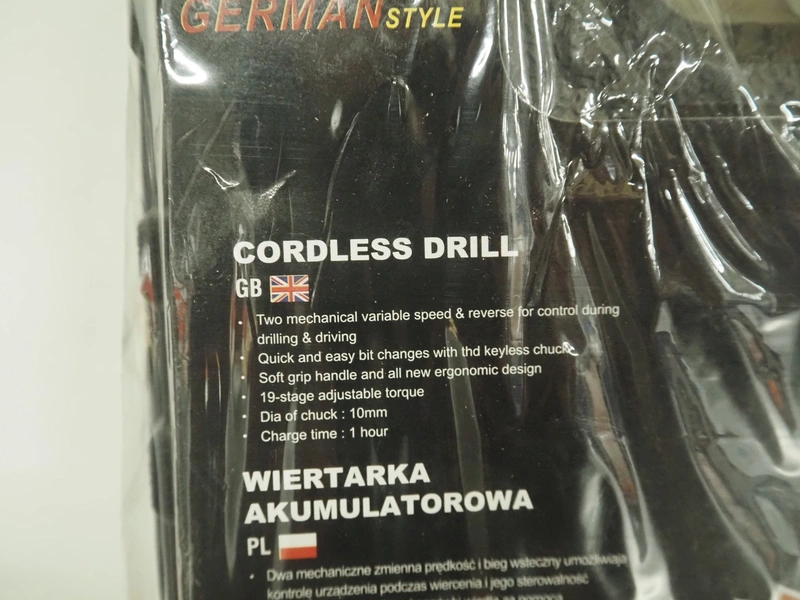 GERMAN STYLE
CORDLESS DRILL
GB
• Two mechanical variable speed & reverse for control during
drilling & driving
• Quick and easy bit changes with thd keyless chuck
• Soft grip handle and all new ergonomic design
• 19-stage adjustable torque
• Dia of chuck : 10mm
• Charge time : 1 hour
WIERTARKA
AKUMULATOROWA
PL
• Dwa mechaniczne zmienna prędkość i bieg wsteczny umożliwiają
kontrolę urządzenia podczas wiercenia i jego sterowalność